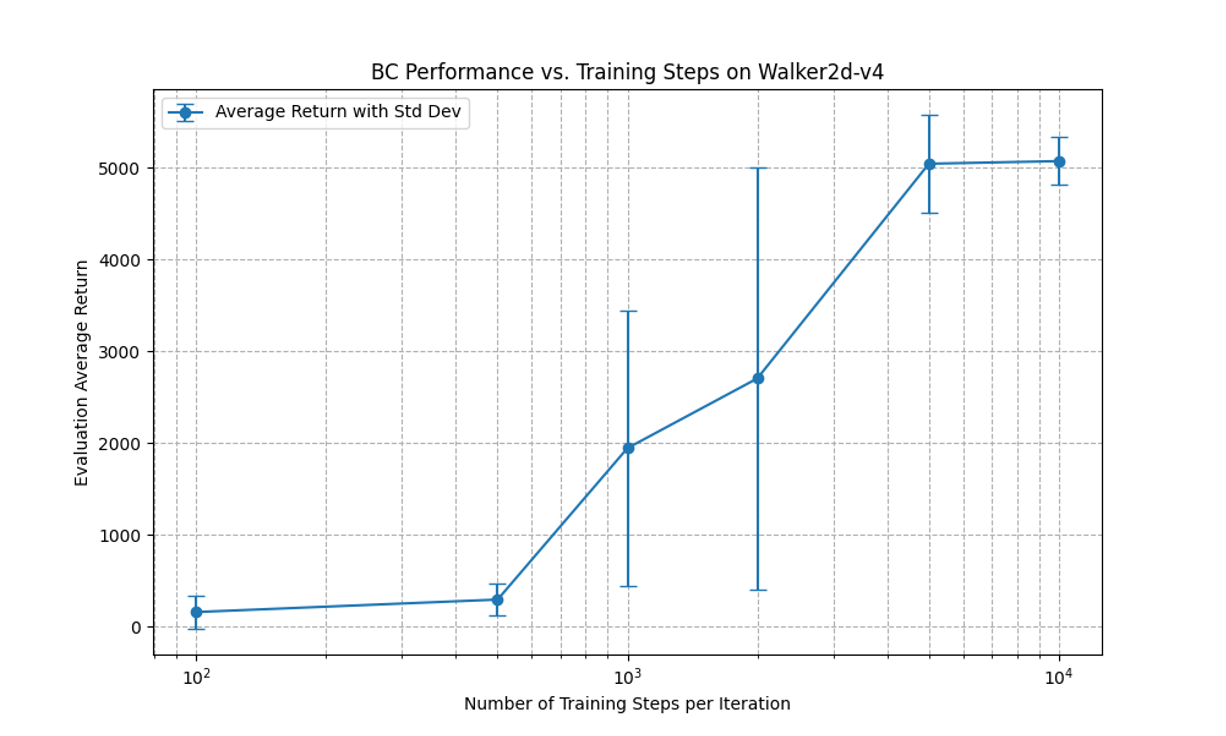 BC Performance vs. Training Steps on Walker2d-v4
Average Return with Std Dev
Evaluation Average Return
5000
4000
3000
2000
1000
0
10²
10³
10⁴
Number of Training Steps per Iteration